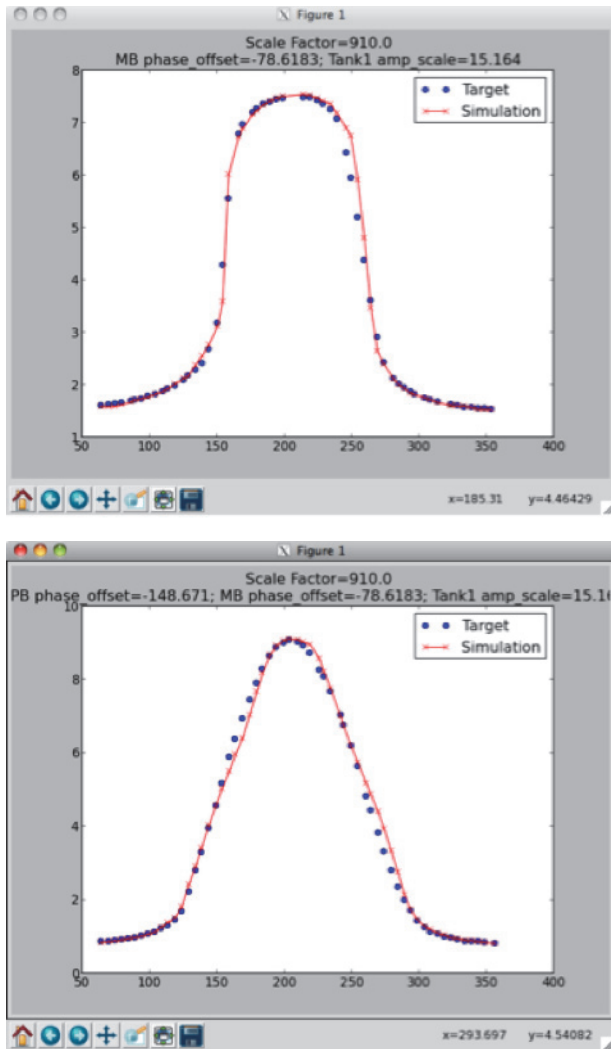 Figure 1
Scale Factor=910.0
MB phase_offset=-78.6183; Tank1 amp_scale=15.164
8
7
6
5
4
3
2
1
Target
Simulation
50 100 150 200 250 300 350 400
x=185.31 y=4.46429
Figure 1
Scale Factor=910.0
PB phase_offset=-148.671; MB phase_offset=-78.6183; Tank1 amp_scale=15.16
10
8
6
4
2
0
Target
Simulation
50 100 150 200 250 300 350 400
x=293.697 y=4.54082